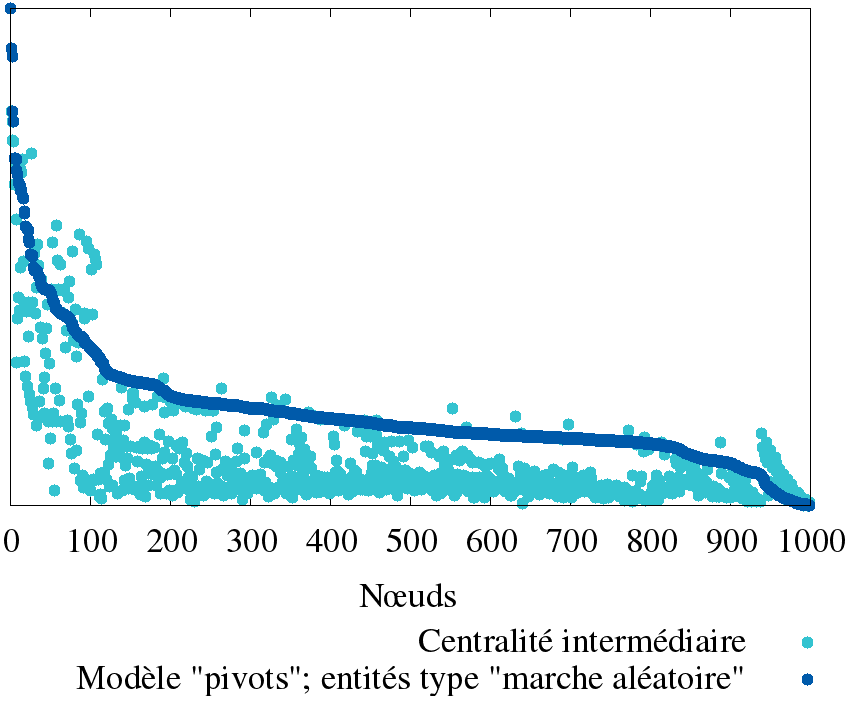 0 100 200 300 400 500 600 700 800 900 1000
Nœuds
Centralité intermédiaire
Modèle "pivots"; entités type "marche aléatoire"